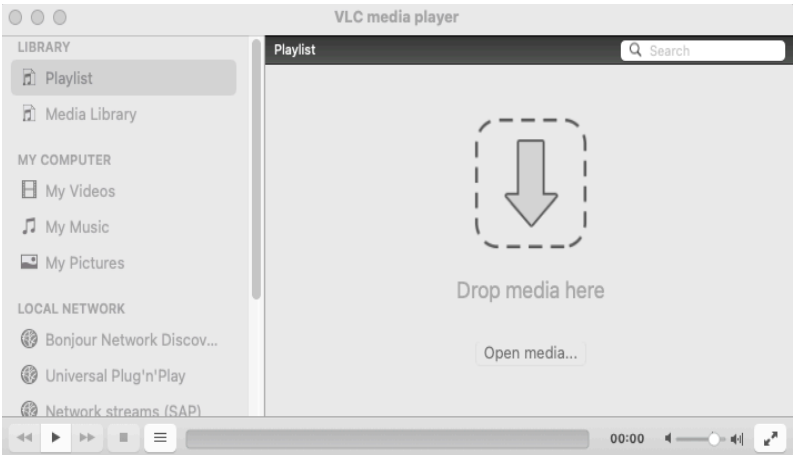 VLC media player
LIBRARY
Playlist
Media Library
MY COMPUTER
My Videos
My Music
My Pictures
LOCAL NETWORK
Bonjour Network Discov...
Universal Plug'n'Play
Network streams (SAP)
Playlist
Search
Drop media here
Open media...
00:00